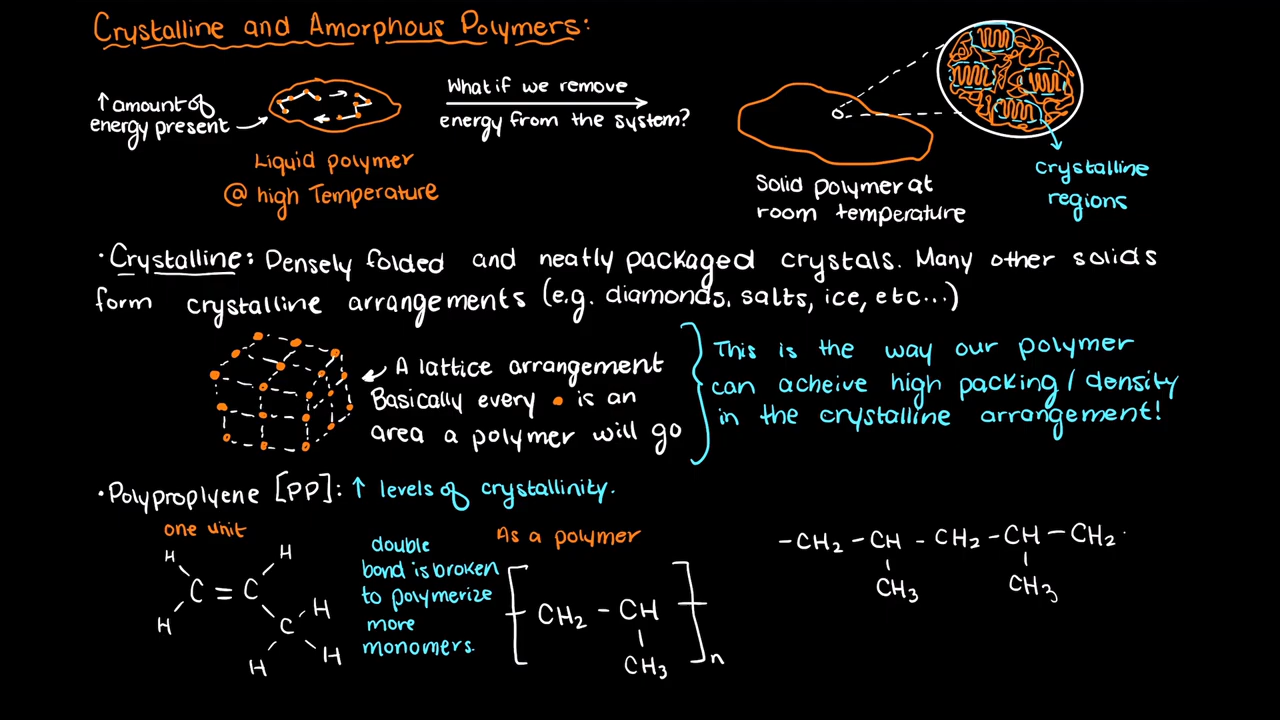 Crystalline and Amorphous Polymers:
↑ amount of
energy present
Liquid polymer
@ high Temperature
What if we remove
energy from the system?
Solid polymer at
room temperature
crystalline
regions
· Crystalline: Densely folded and neatly packaged crystals. Many other solids
form crystalline arrangements (e.g. diamonds, salts, ice, etc...)
A lattice arrangement
Basically every • is an
area a polymer will go
This is the way our polymer
can acheive high packing/density
in the crystalline arrangement!
· Polyproplyene [PP]: ↑ levels of crystallinity.
one unit
H H
C = C
H
C H
H H
double
bond is broken
to polymerize
more
monomers.
As a polymer
[CH₂ - CH]n
CH₃
-CH₂ - CH - CH₂ - CH - CH₂·
CH₃ CH₃